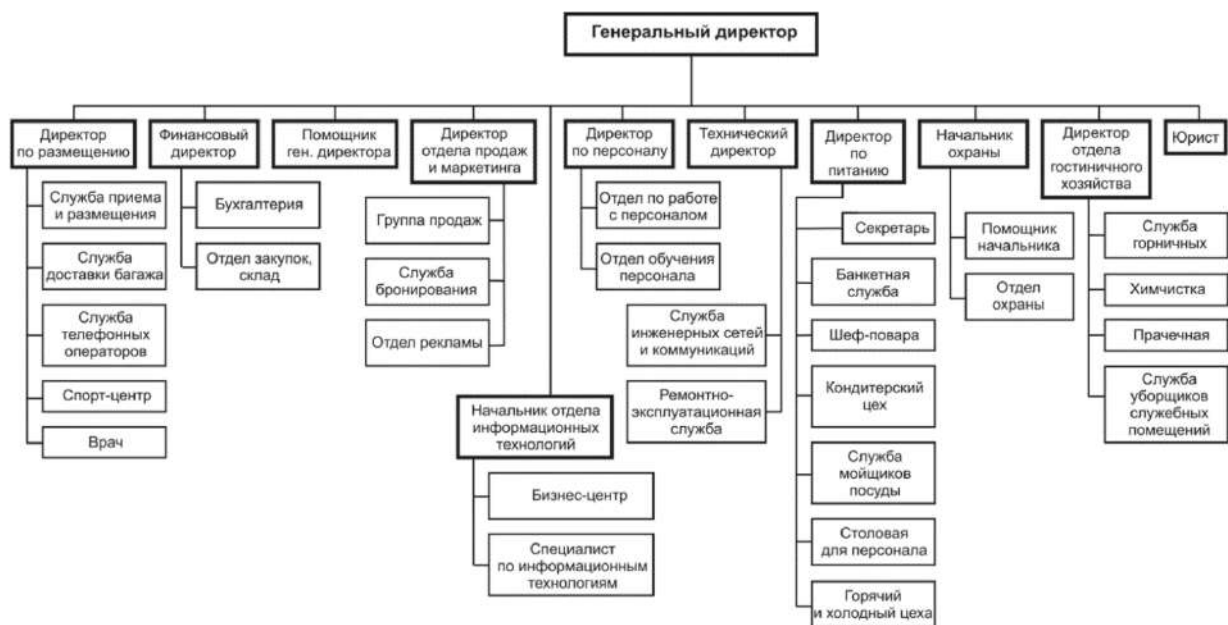 Генеральный директор
Директор
по размещению
Служба приема
и размещения
Служба
доставки багажа
Служба
телефонных
операторов
Спорт-центр
Врач
Финансовый
директор
Бухгалтерия
Отдел закупок,
склад
Помощник
ген. директора
Директор
отдела продаж
и маркетинга
Группа продаж
Служба
бронирования
Отдел рекламы
Начальник отдела
информационных
технологий
Бизнес-центр
Специалист
по информационным
технологиям
Директор
по персоналу
Отдел по работе
с персоналом
Отдел обучения
персонала
Технический
директор
Служба
инженерных сетей
и коммуникаций
Ремонтно-
эксплуатационная
служба
Директор
по
питанию
Секретарь
Банкетная
служба
Шеф-повара
Кондитерский
цех
Служба
мойщиков
посуды
Столовая
для персонала
Горячий
и холодный цеха
Начальник
охраны
Помощник
начальника
Отдел
охраны
Директор
отдела
гостиничного
хозяйства
Служба
горничных
Химчистка
Прачечная
Служба
уборщиков
служебных
помещений
Юрист